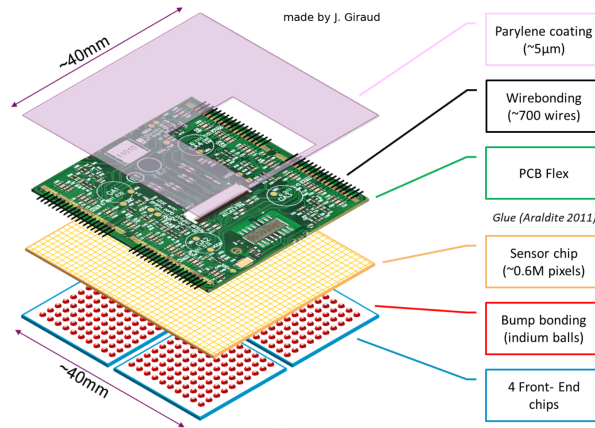 made by J. Giraud
~40mm
Parylene coating
(~5µm)
Wirebonding
(~700 wires)
PCB Flex
Glue (Araldite 2011)
Sensor chip
(~0.6M pixels)
Bump bonding
(indium balls)
4 Front- End
chips
~40mm